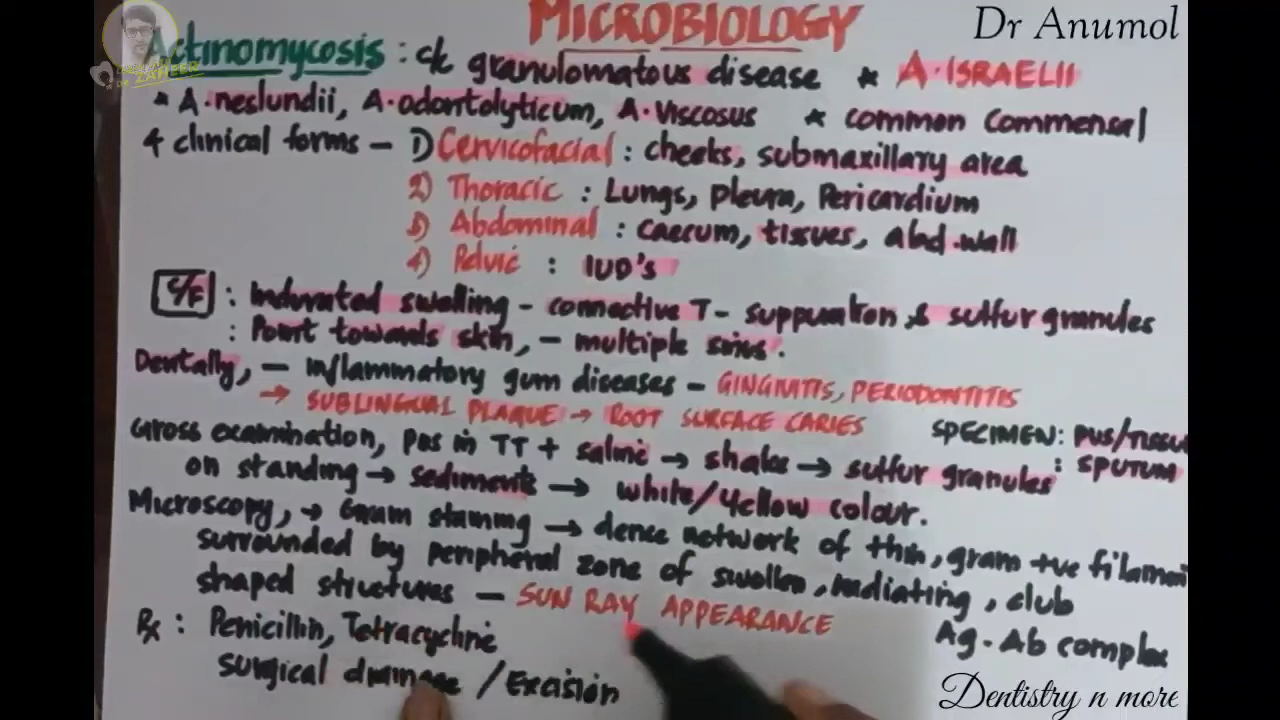 MICROBIOLOGY
Dr Anumol
Actinomycosis : c/c granulomatous disease * A. ISRAELII
* A. neslundii, A. odontolyticum, A. Viscosus * common commensal
4 clinical forms – 1) Cervicofacial : cheeks, submaxillary area
2) Thoracic : Lungs, pleura, Pericardium
3) Abdominal : caecum, tissues, abd. wall
4) Pelvic : IUD's
C/F : Indurated swelling – connective T – suppuration & sulfur granules
: Point towards skin, – multiple sinus.
Dentally, – Inflammatory gum diseases – GINGIVITIS, PERIODONTITIS
→ SUBLINGUAL PLAQUE → ROOT SURFACE CARIES
SPECIMEN: PUS/TISSU
: SPUTUM
Gross examination, pus in TT + saline → shake → sulfur granules
on standing → sediments → white/yellow colour.
Microscopy, → Gram staining → dence network of thin, gram +ve filamen
surrounded by peripheral zone of swollen, radiating, club
shaped structures – SUN RAY APPEARANCE
Ag-Ab complex
Rx : Penicillin, Tetracycline
surgical drainage / Excision
Dentistry n more